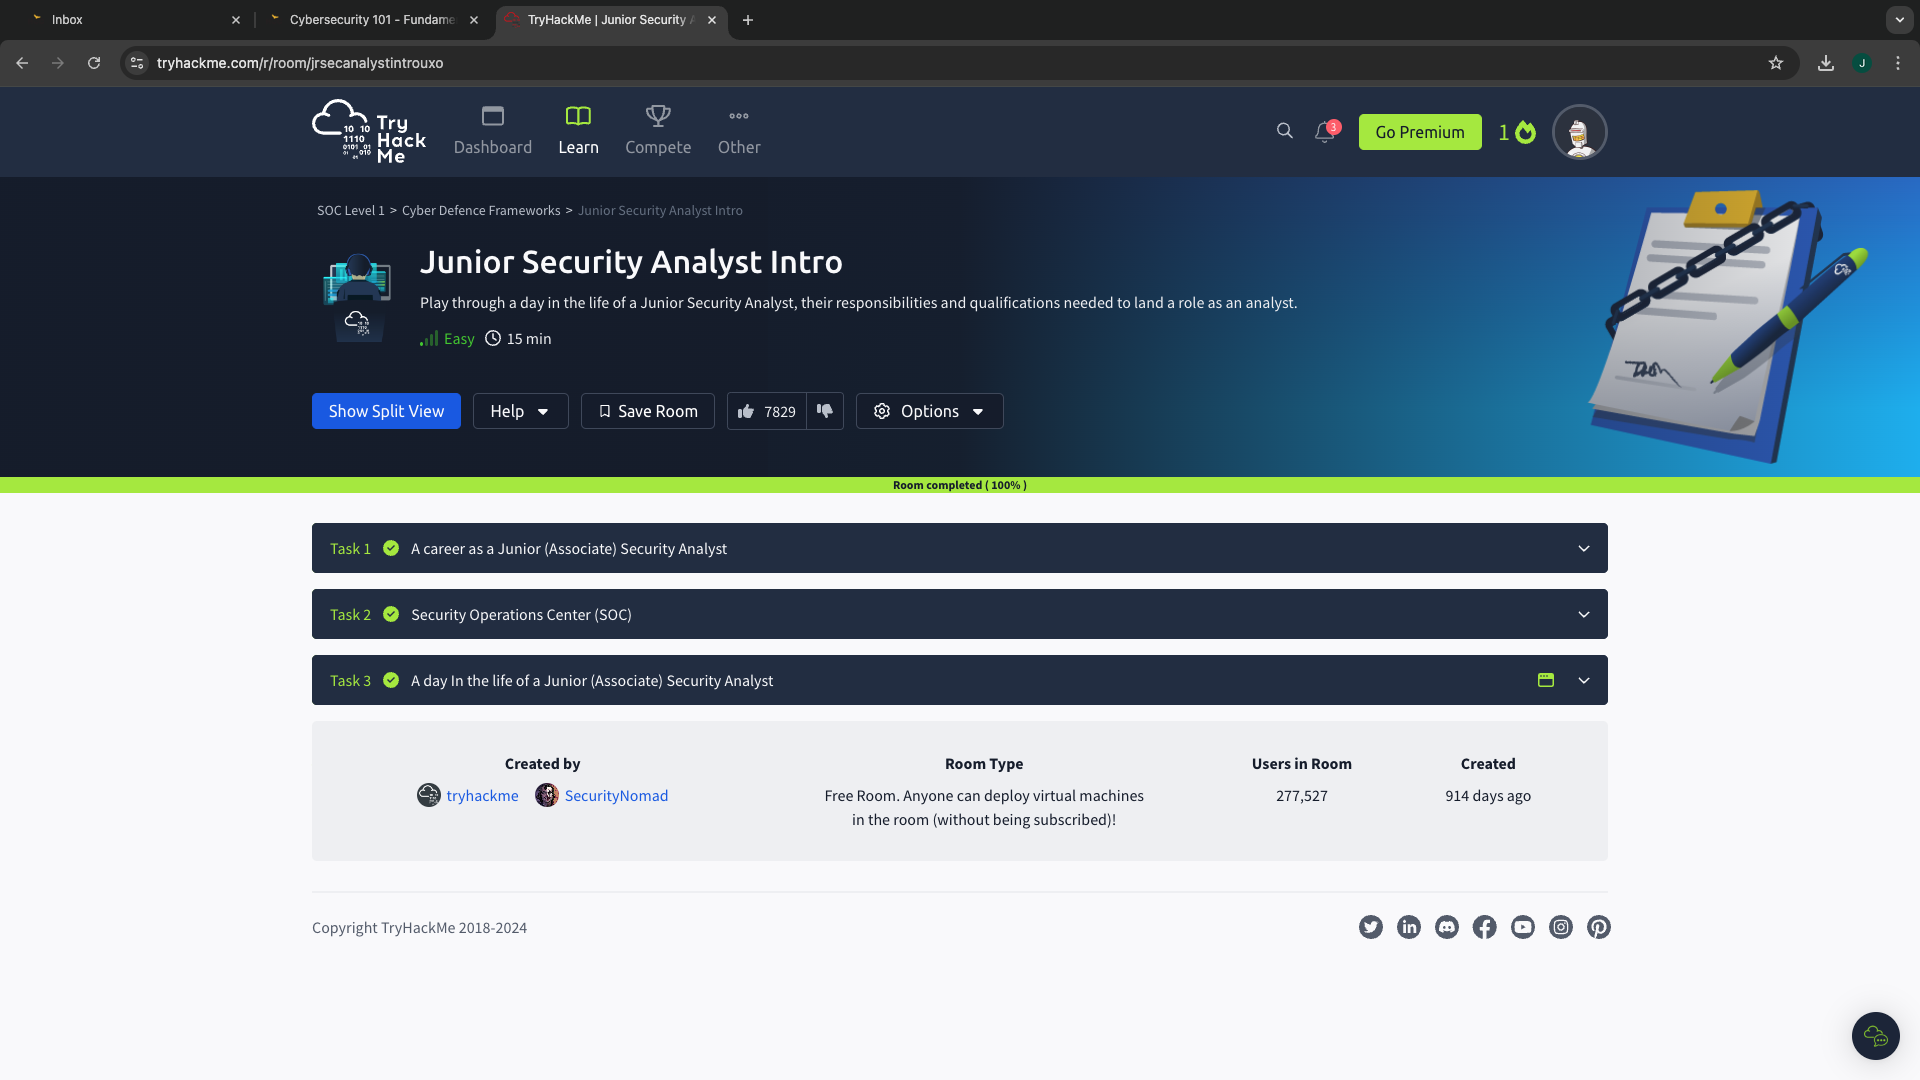 Inbox
Cybersecurity 101 - Fundame
TryHackMe | Junior Security A
tryhackme.com/r/room/jrsecanalystintrouxo
J
Try
Hack
Me
Dashboard
Learn
Compete
Other
3
Go Premium
1
SOC Level 1 > Cyber Defence Frameworks > Junior Security Analyst Intro
Junior Security Analyst Intro
Play through a day in the life of a Junior Security Analyst, their responsibilities and qualifications needed to land a role as an analyst.
Easy
15 min
Show Split View
Help
Save Room
7829
Options
Room completed ( 100% )
Task 1
A career as a Junior (Associate) Security Analyst
Task 2
Security Operations Center (SOC)
Task 3
A day In the life of a Junior (Associate) Security Analyst
Created by
tryhackme
SecurityNomad
Room Type
Free Room. Anyone can deploy virtual machines
in the room (without being subscribed)!
Users in Room
277,527
Created
914 days ago
Copyright TryHackMe 2018-2024